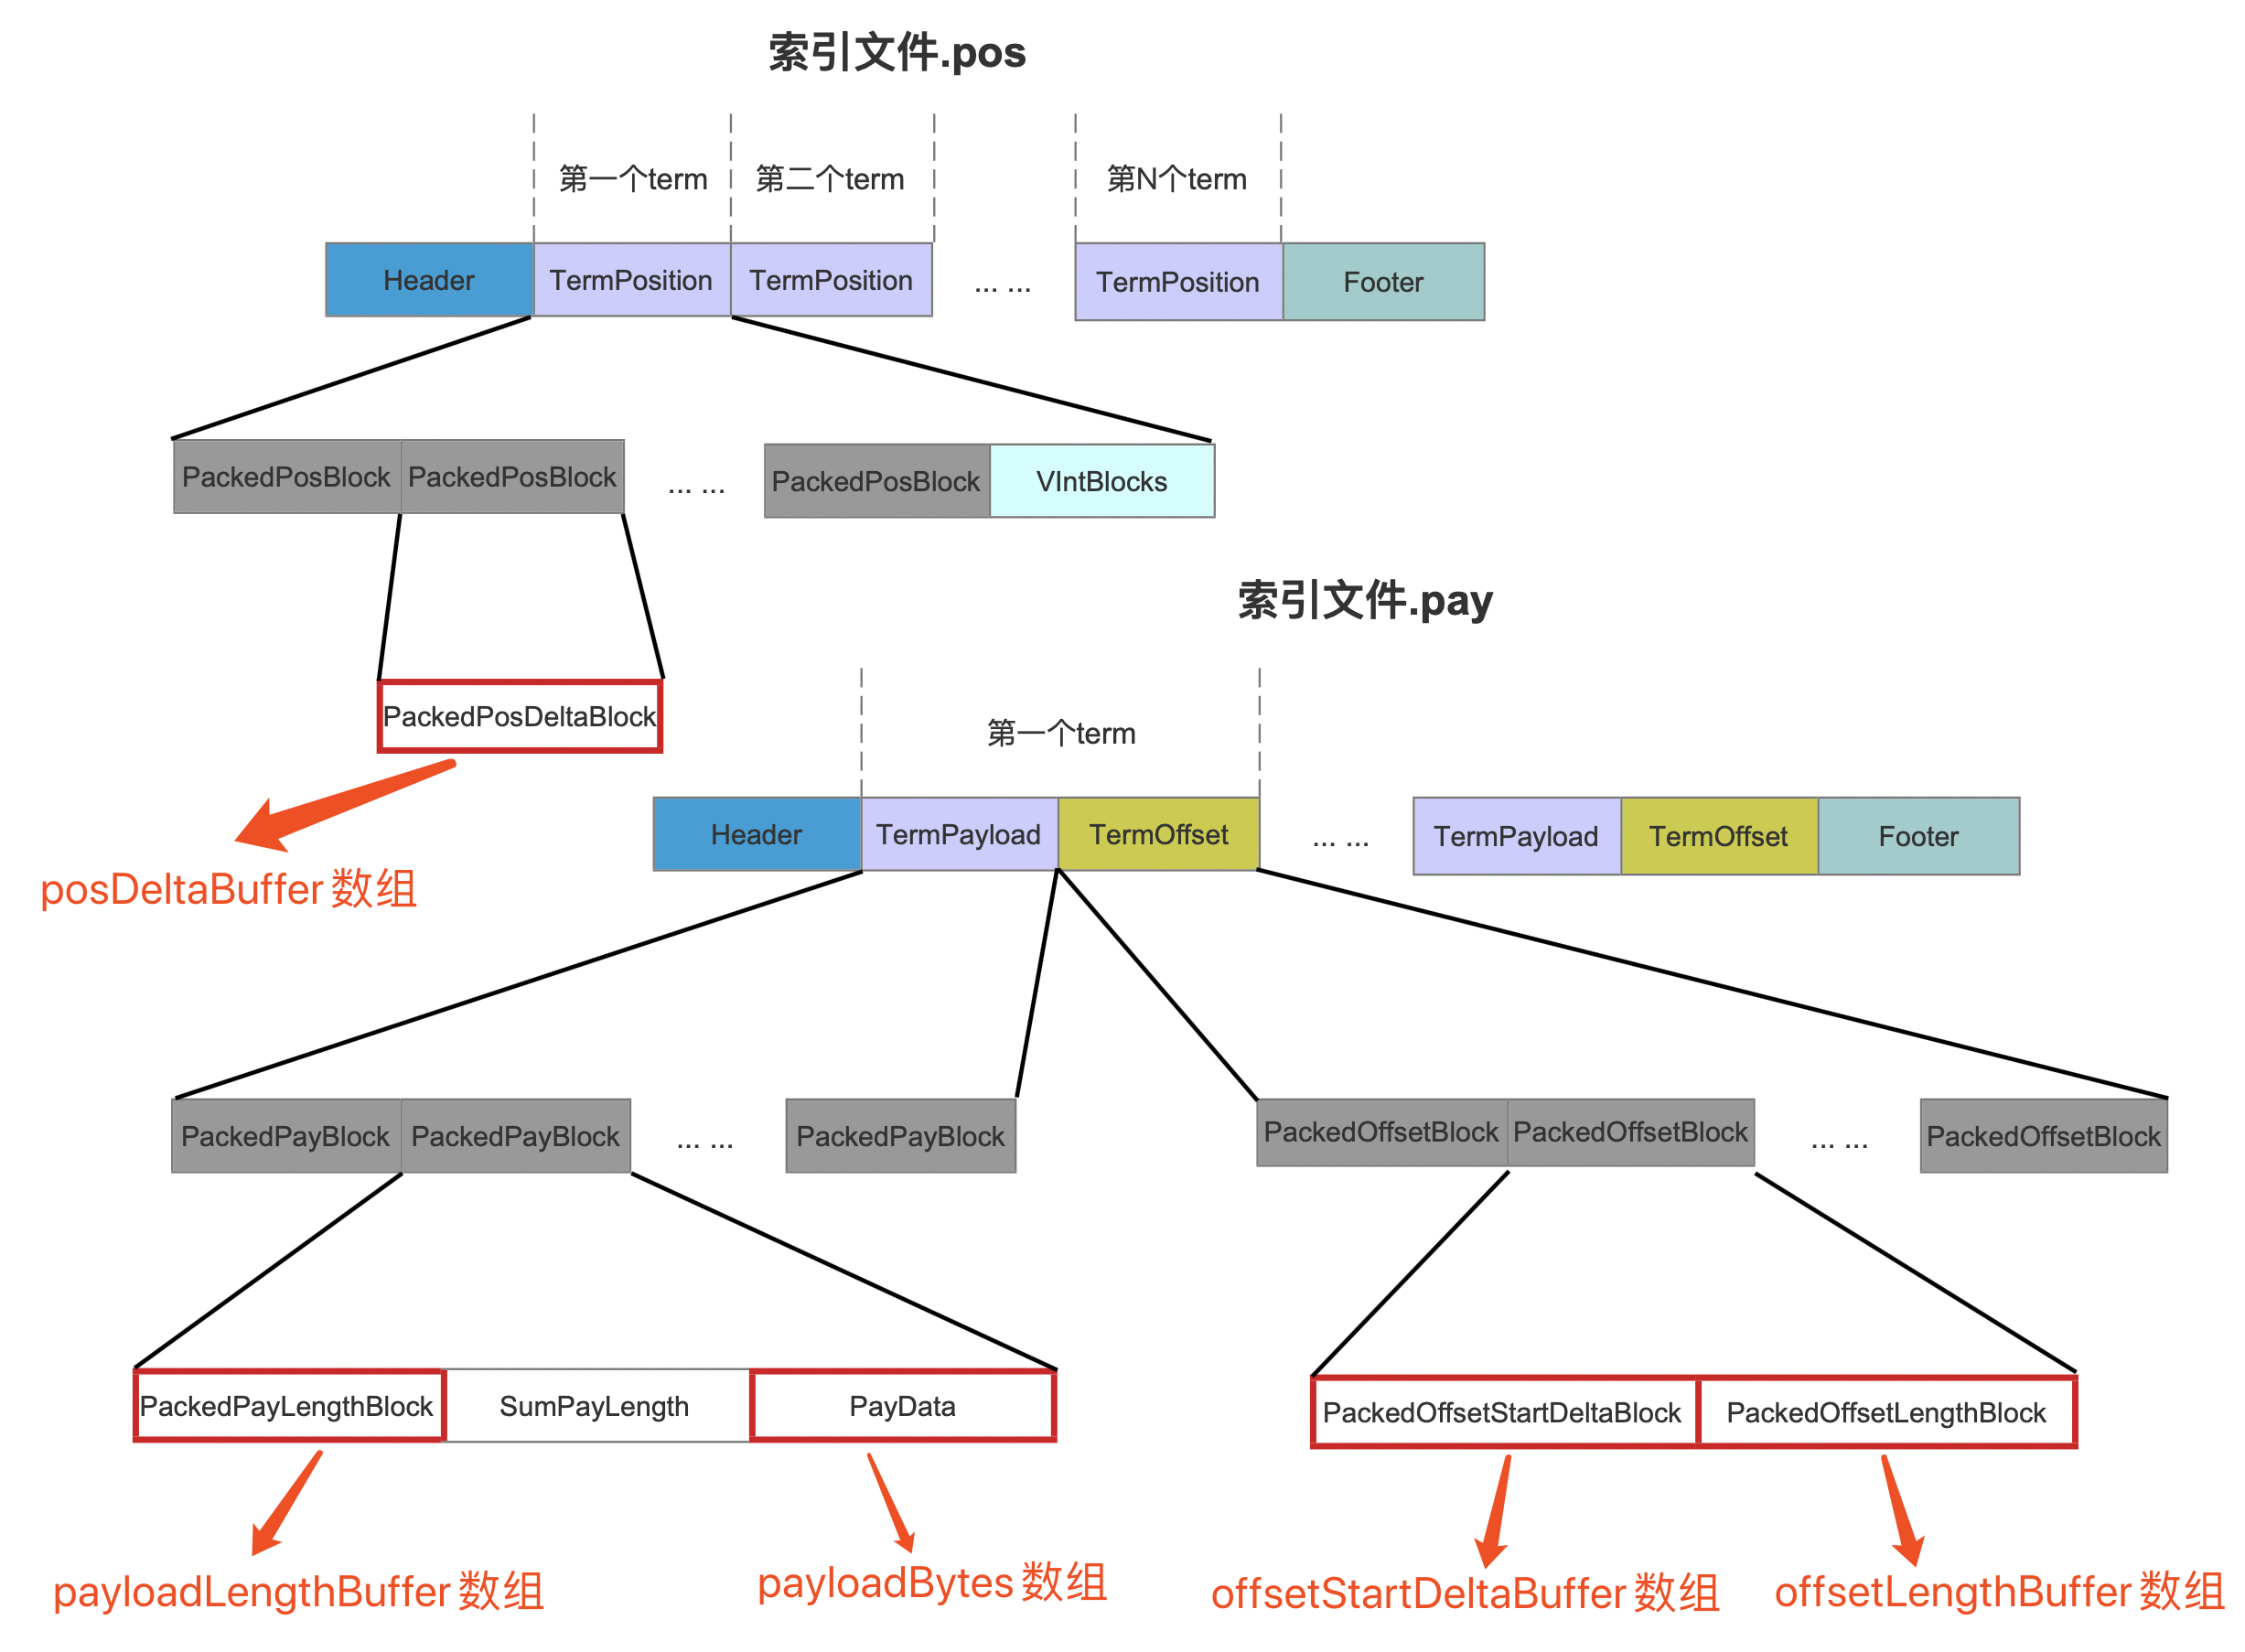 索引文件.pos
第一个term
第二个term
第N个term
Header
TermPosition
TermPosition
... ...
TermPosition
Footer
PackedPosBlock
PackedPosBlock
... ...
PackedPosBlock
VIntBlocks
PackedPosDeltaBlock
posDeltaBuffer 数组
索引文件.pay
第一个term
Header
TermPayload
TermOffset
... ...
TermPayload
TermOffset
Footer
PackedPayBlock
PackedPayBlock
... ...
PackedPayBlock
PackedOffsetBlock
PackedOffsetBlock
... ...
PackedOffsetBlock
PackedPayLengthBlock
SumPayLength
PayData
PackedOffsetStartDeltaBlock
PackedOffsetLengthBlock
payloadLengthBuffer 数组
payloadBytes 数组
offsetStartDeltaBuffer 数组
offsetLengthBuffer 数组